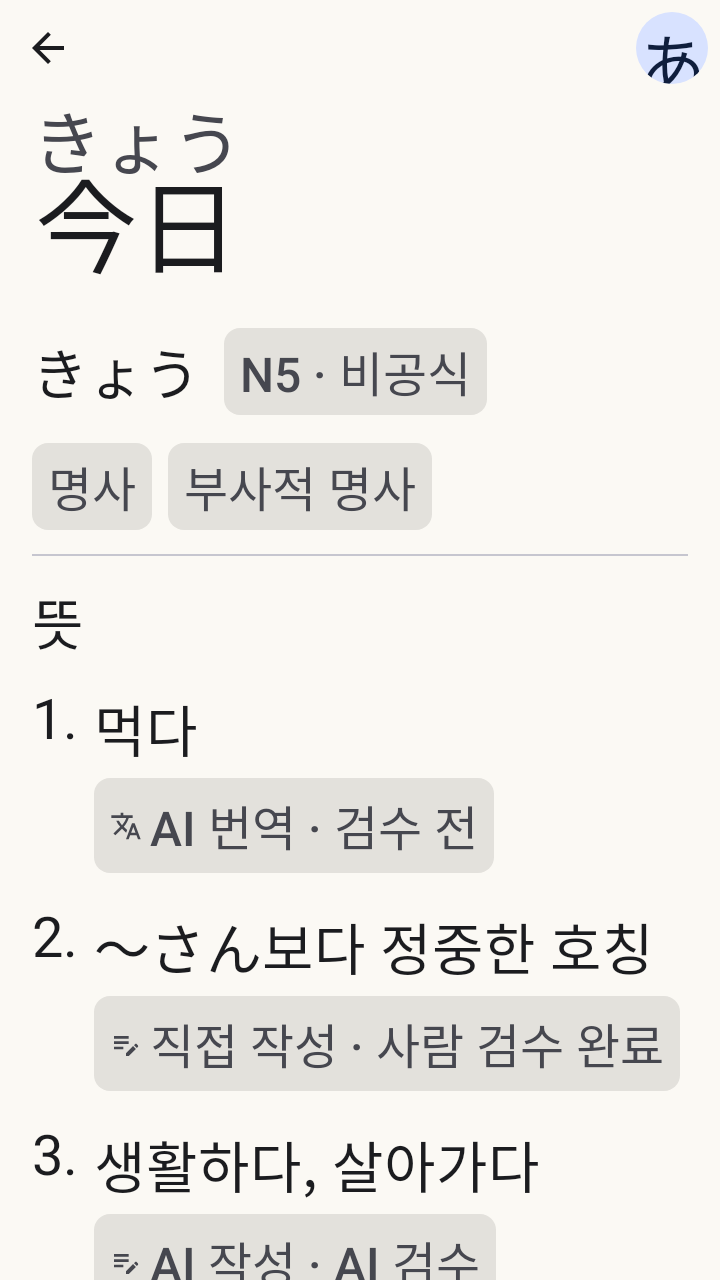 あ
きょう
今日
きょう N5 · 비공식
명사 부사적 명사
뜻
1. 먹다
AI 번역 · 검수 전
2. ～さん보다 정중한 호칭
직접 작성 · 사람 검수 완료
3. 생활하다, 살아가다
AI 작성 · AI 검수